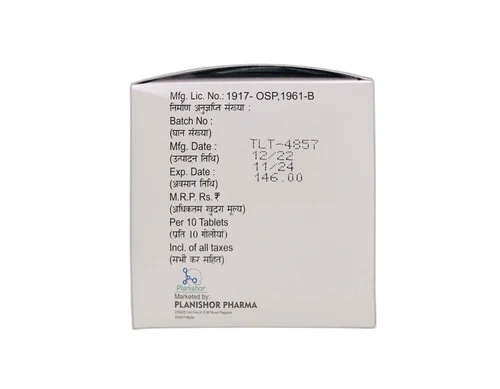 Mfg. Lic. No.: 1917- OSP,1961-B
निर्माण अनुज्ञप्ति संख्या :
Batch No :
(घान संख्या)
TLT-4857
Mfg. Date :
12/22
(उत्पादन तिथि)
11/24
Exp. Date :
146.00
(अवसान तिथि)
M.R.P. Rs. ₹
(अधिकतम खुदरा मूल्य)
Per 10 Tablets
(प्रति 10 गोलीयां)
Incl. of all taxes
(सभी कर सहित)
Planishor
Marketed by
PLANISHOR PHARMA